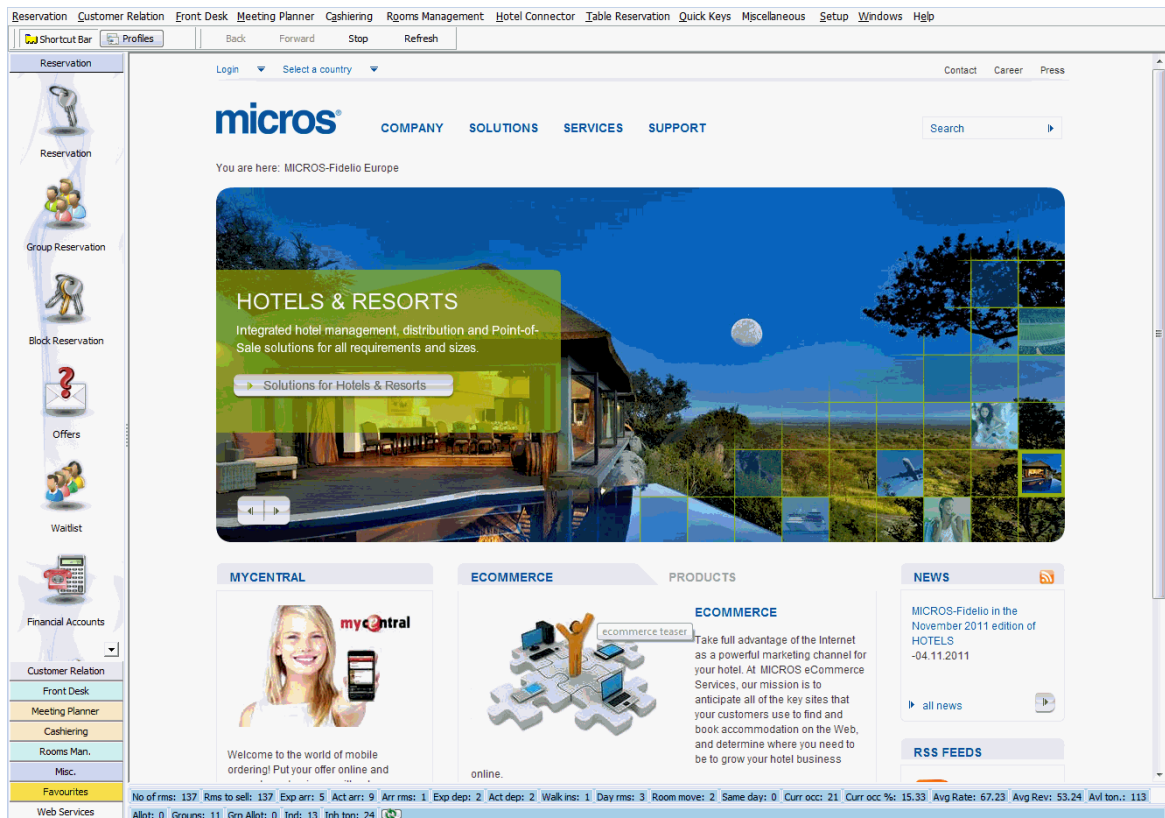 Reservation Customer Relation Front Desk Meeting Planner Cashiering Rooms Management Hotel Connector Table Reservation Quick Keys Miscellaneous Setup Windows Help
Shortcut Bar Profiles Back Forward Stop Refresh
Reservation
Reservation
Group Reservation
Block Reservation
Offers
Waitlist
Financial Accounts
Customer Relation
Front Desk
Meeting Planner
Cashiering
Rooms Man.
Misc.
Favourites
Web Services
Login Select a country Contact Career Press
micros®
COMPANY SOLUTIONS SERVICES SUPPORT Search
You are here: MICROS-Fidelio Europe
HOTELS & RESORTS
Integrated hotel management, distribution and Point-of-
Sale solutions for all requirements and sizes.
Solutions for Hotels & Resorts
MYCENTRAL
mycentral
Welcome to the world of mobile
ordering! Put your offer online and
ECOMMERCE PRODUCTS
ecommerce teaser
ECOMMERCE
Take full advantage of the Internet
as a powerful marketing channel for
your hotel. At MICROS eCommerce
Services, our mission is to
anticipate all of the key sites that
your customers use to find and
book accommodation on the Web,
and determine where you need to
be to grow your hotel business
online.
NEWS
MICROS-Fidelio in the
November 2011 edition of
HOTELS
-04.11.2011
all news
RSS FEEDS
No of rms: 137 Rms to sell: 137 Exp arr: 5 Act arr: 9 Arr rms: 1 Exp dep: 2 Act dep: 2 Walk ins: 1 Day rms: 3 Room move: 2 Same day: 0 Curr occ: 21 Curr occ %: 15.33 Avg Rate: 67.23 Avg Rev: 53.24 Avl ton.: 113
Allot: 0 Groups: 11 Grp Allot: 0 Ind: 13 Inh ton: 24